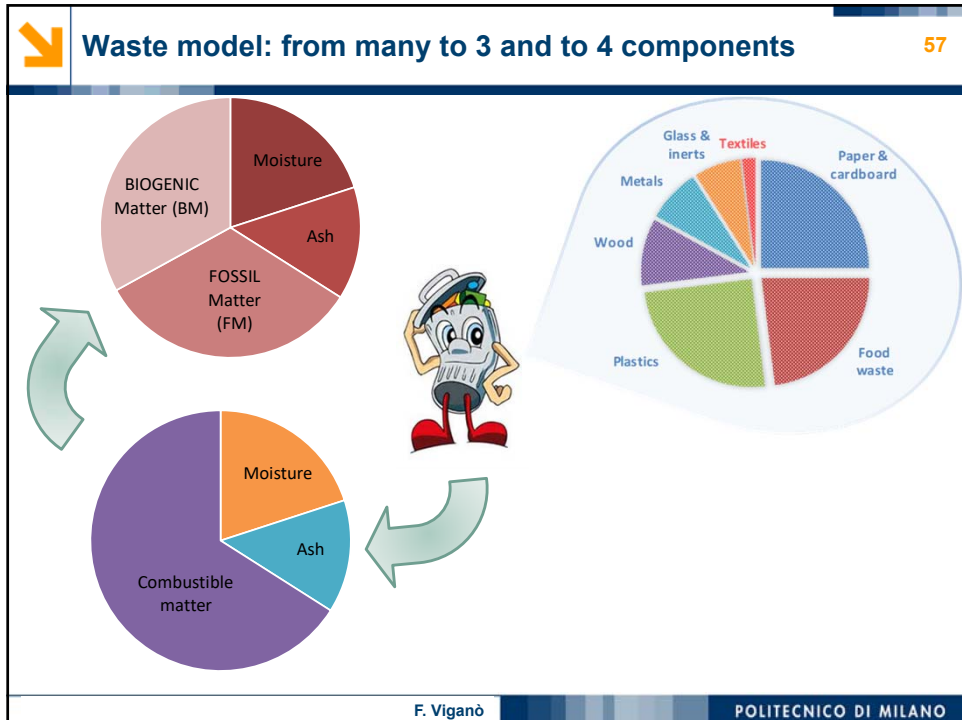 Waste model: from many to 3 and to 4 components
57
Moisture
BIOGENIC
Matter (BM)
Ash
FOSSIL
Matter
(FM)
Glass &
inerts
Textiles
Paper &
cardboard
Metals
Wood
Plastics
Food
waste
Moisture
Ash
Combustible
matter
F. Viganò
POLITECNICO DI MILANO